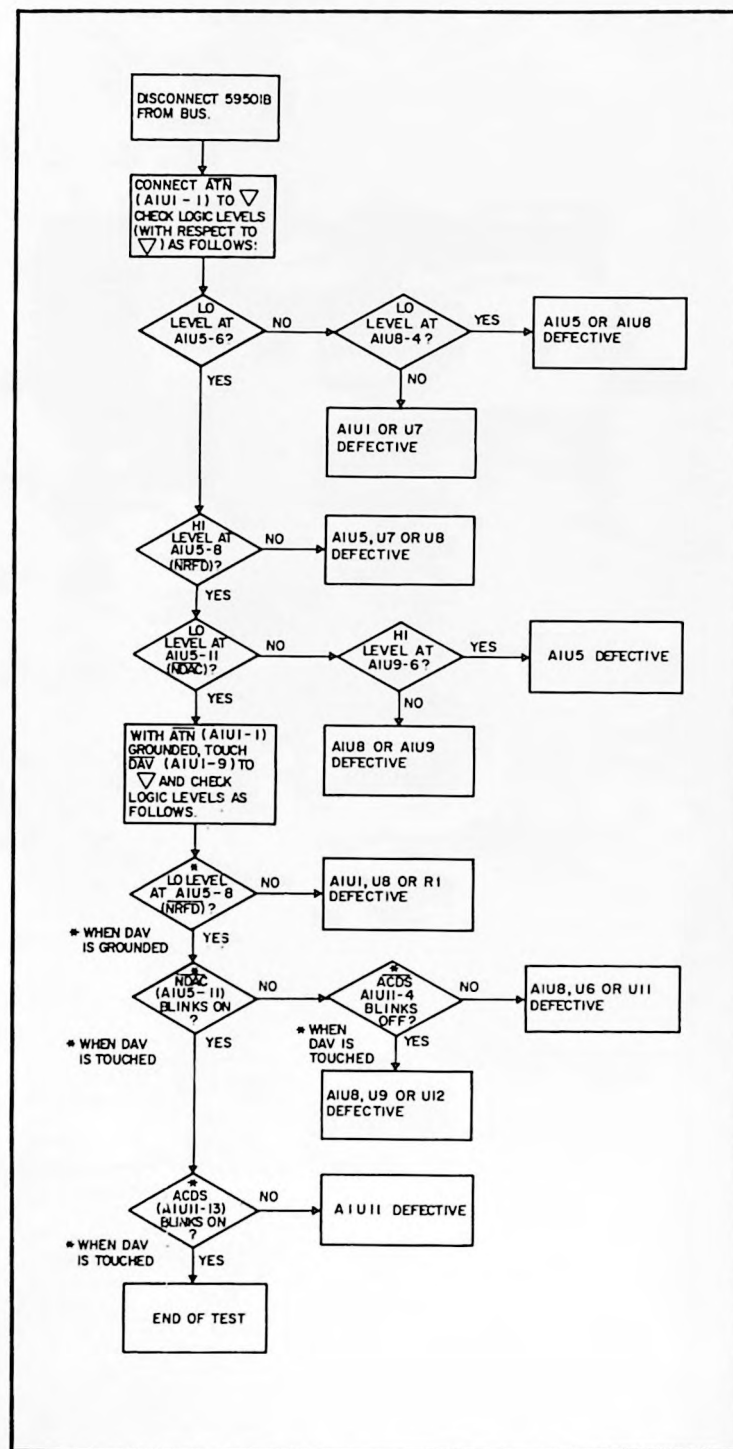 DISCONNECT 59501B
FROM BUS.
CONNECT ATN
(A1U1-1) TO ▽
CHECK LOGIC LEVELS
(WITH RESPECT TO
▽) AS FOLLOWS:
LO
LEVEL AT
A1U5-6?
NO
LO
LEVEL AT
A1U8-4?
YES
A1U5 OR A1U8
DEFECTIVE
YES
NO
A1U1 OR U7
DEFECTIVE
HI
LEVEL AT
A1U5-8
(NRFD)?
NO
A1U5, U7 OR U8
DEFECTIVE
YES
LO
LEVEL AT
A1U5-11
(NDAC)?
NO
HI
LEVEL AT
A1U9-6?
YES
A1U5 DEFECTIVE
YES
NO
A1U8 OR A1U9
DEFECTIVE
WITH ATN (A1U1-1)
GROUNDED, TOUCH
DAV (A1U1-9) TO
▽ AND CHECK
LOGIC LEVELS AS
FOLLOWS.
*
LO LEVEL
AT A1U5-8
(NRFD)?
NO
A1U1, U8 OR R1
DEFECTIVE
* WHEN DAV
IS GROUNDED
YES
*
NDAC
(A1U5-11)
BLINKS ON
?
NO
*
ACDS
A1U11-4
BLINKS
OFF?
NO
A1U8, U6 OR U11
DEFECTIVE
* WHEN DAV
IS TOUCHED
YES
* WHEN
DAV IS
TOUCHED
YES
A1U8, U9 OR U12
DEFECTIVE
*
ACDS
(A1U11-13)
BLINKS ON
?
NO
A1U11 DEFECTIVE
* WHEN DAV
IS TOUCHED
YES
END OF TEST